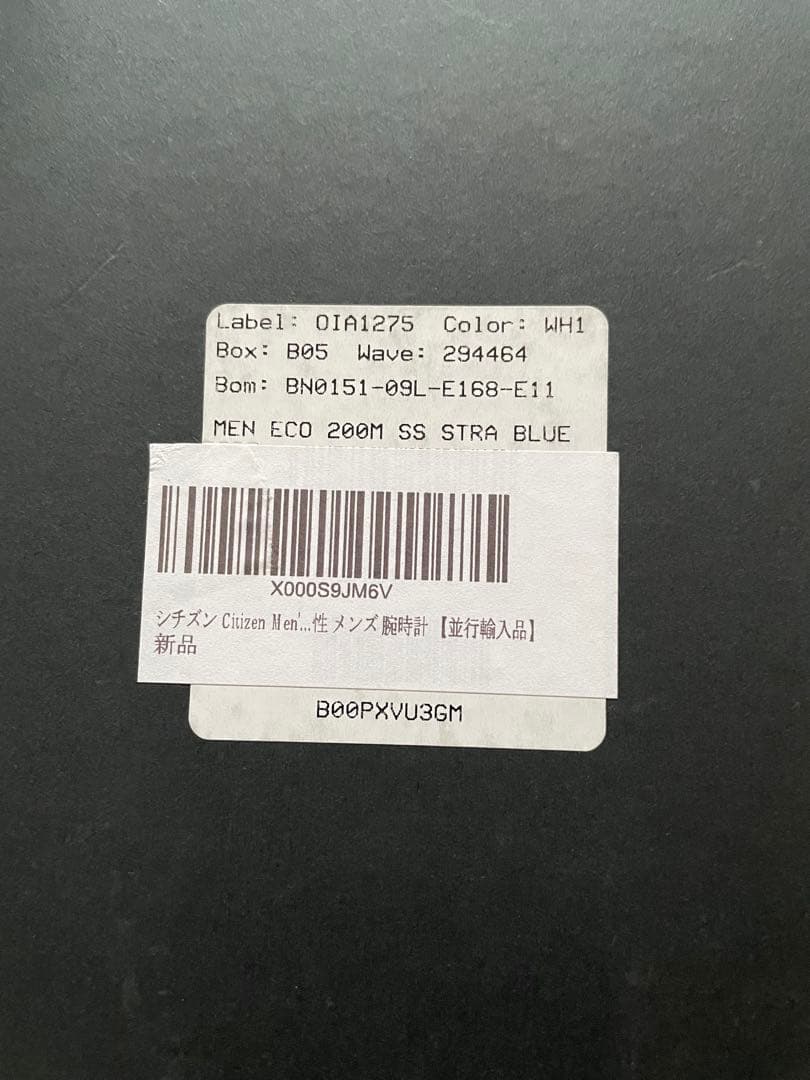 Label: OIA1275 Color: WH1
Box: B05 Wave: 294464
Bom: BN0151-09L-E168-E11
MEN ECO 200M SS STRA BLUE
X000S9JM6V
シチズン Citizen Men'...性 メンズ 腕時計 【並行輸入品】
新品
B00PXVU3GM